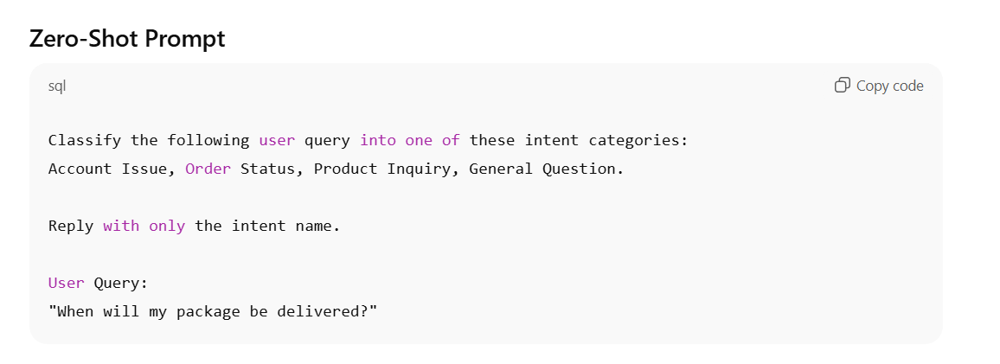 Zero-Shot Prompt
sql
Copy code
Classify the following user query into one of these intent categories:
Account Issue, Order Status, Product Inquiry, General Question.
Reply with only the intent name.
User Query:
"When will my package be delivered?"